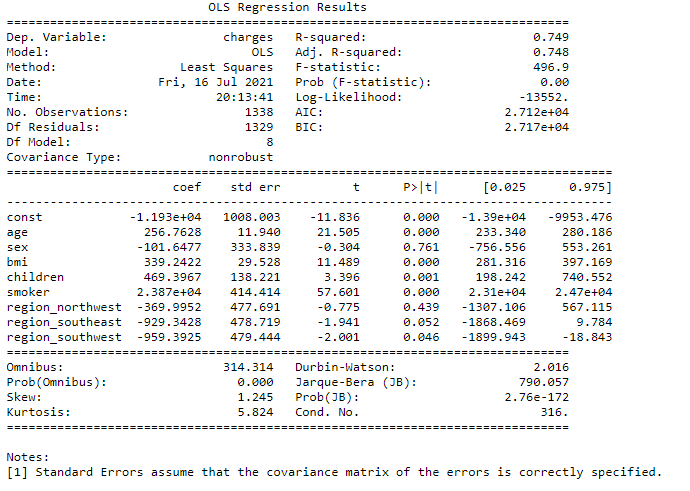 OLS Regression Results
==============================================================================
Dep. Variable:                charges   R-squared:                       0.749
Model:                            OLS   Adj. R-squared:                  0.748
Method:                 Least Squares   F-statistic:                     496.9
Date:                Fri, 16 Jul 2021   Prob (F-statistic):               0.00
Time:                        20:13:41   Log-Likelihood:                -13552.
No. Observations:                1338   AIC:                         2.712e+04
Df Residuals:                    1329   BIC:                         2.717e+04
Df Model:                           8
Covariance Type:            nonrobust
====================================================================================
                       coef    std err          t      P>|t|      [0.025      0.975]
------------------------------------------------------------------------------------
const            -1.193e+04   1008.003    -11.836      0.000   -1.39e+04   -9953.476
age                256.7628     11.940     21.505      0.000     233.340     280.186
sex               -101.6477    333.839     -0.304      0.761    -756.556     553.261
bmi                339.2422     29.528     11.489      0.000     281.316     397.169
children           469.3967    138.221      3.396      0.001     198.242     740.552
smoker            2.387e+04    414.414     57.601      0.000    2.31e+04    2.47e+04
region_northwest  -369.9952    477.691     -0.775      0.439   -1307.106     567.115
region_southeast  -929.3428    478.719     -1.941      0.052   -1868.469       9.784
region_southwest  -959.3925    479.444     -2.001      0.046   -1899.943     -18.843
==============================================================================
Omnibus:                      314.314   Durbin-Watson:                   2.016
Prob(Omnibus):                  0.000   Jarque-Bera (JB):              790.057
Skew:                           1.245   Prob(JB):                    2.76e-172
Kurtosis:                       5.824   Cond. No.                         316.
==============================================================================
Notes:
[1] Standard Errors assume that the covariance matrix of the errors is correctly specified.